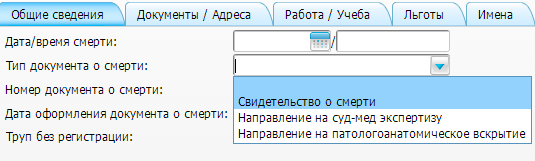 Общие сведения Документы / Адреса Работа / Учеба Льготы Имена
Дата/время смерти: /
Тип документа о смерти:
Номер документа о смерти:
Свидетельство о смерти
Дата оформления документа о смерти: Направление на суд-мед экспертизу
Труп без регистрации: Направление на патологоанатомическое вскрытие